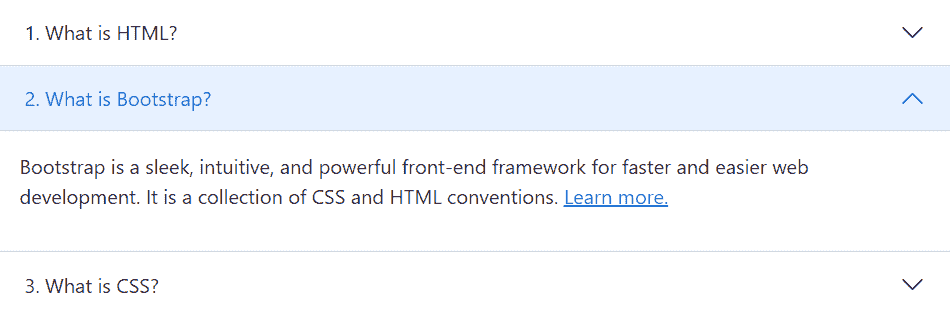 1. What is HTML?
2. What is Bootstrap?
Bootstrap is a sleek, intuitive, and powerful front-end framework for faster and easier web
development. It is a collection of CSS and HTML conventions. Learn more.
3. What is CSS?